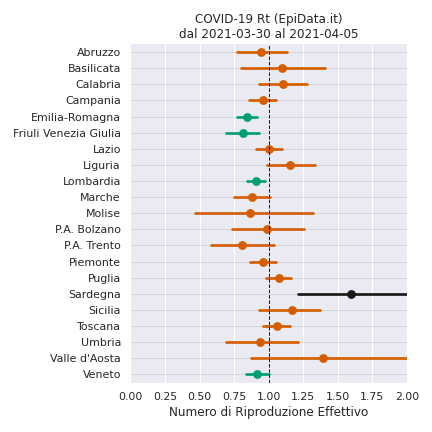 COVID-19 Rt (EpiData.it)
dal 2021-03-30 al 2021-04-05
Abruzzo
Basilicata
Calabria
Campania
Emilia-Romagna
Friuli Venezia Giulia
Lazio
Liguria
Lombardia
Marche
Molise
P.A. Bolzano
P.A. Trento
Piemonte
Puglia
Sardegna
Sicilia
Toscana
Umbria
Valle d'Aosta
Veneto
0.00 0.25 0.50 0.75 1.00 1.25 1.50 1.75 2.00
Numero di Riproduzione Effettivo